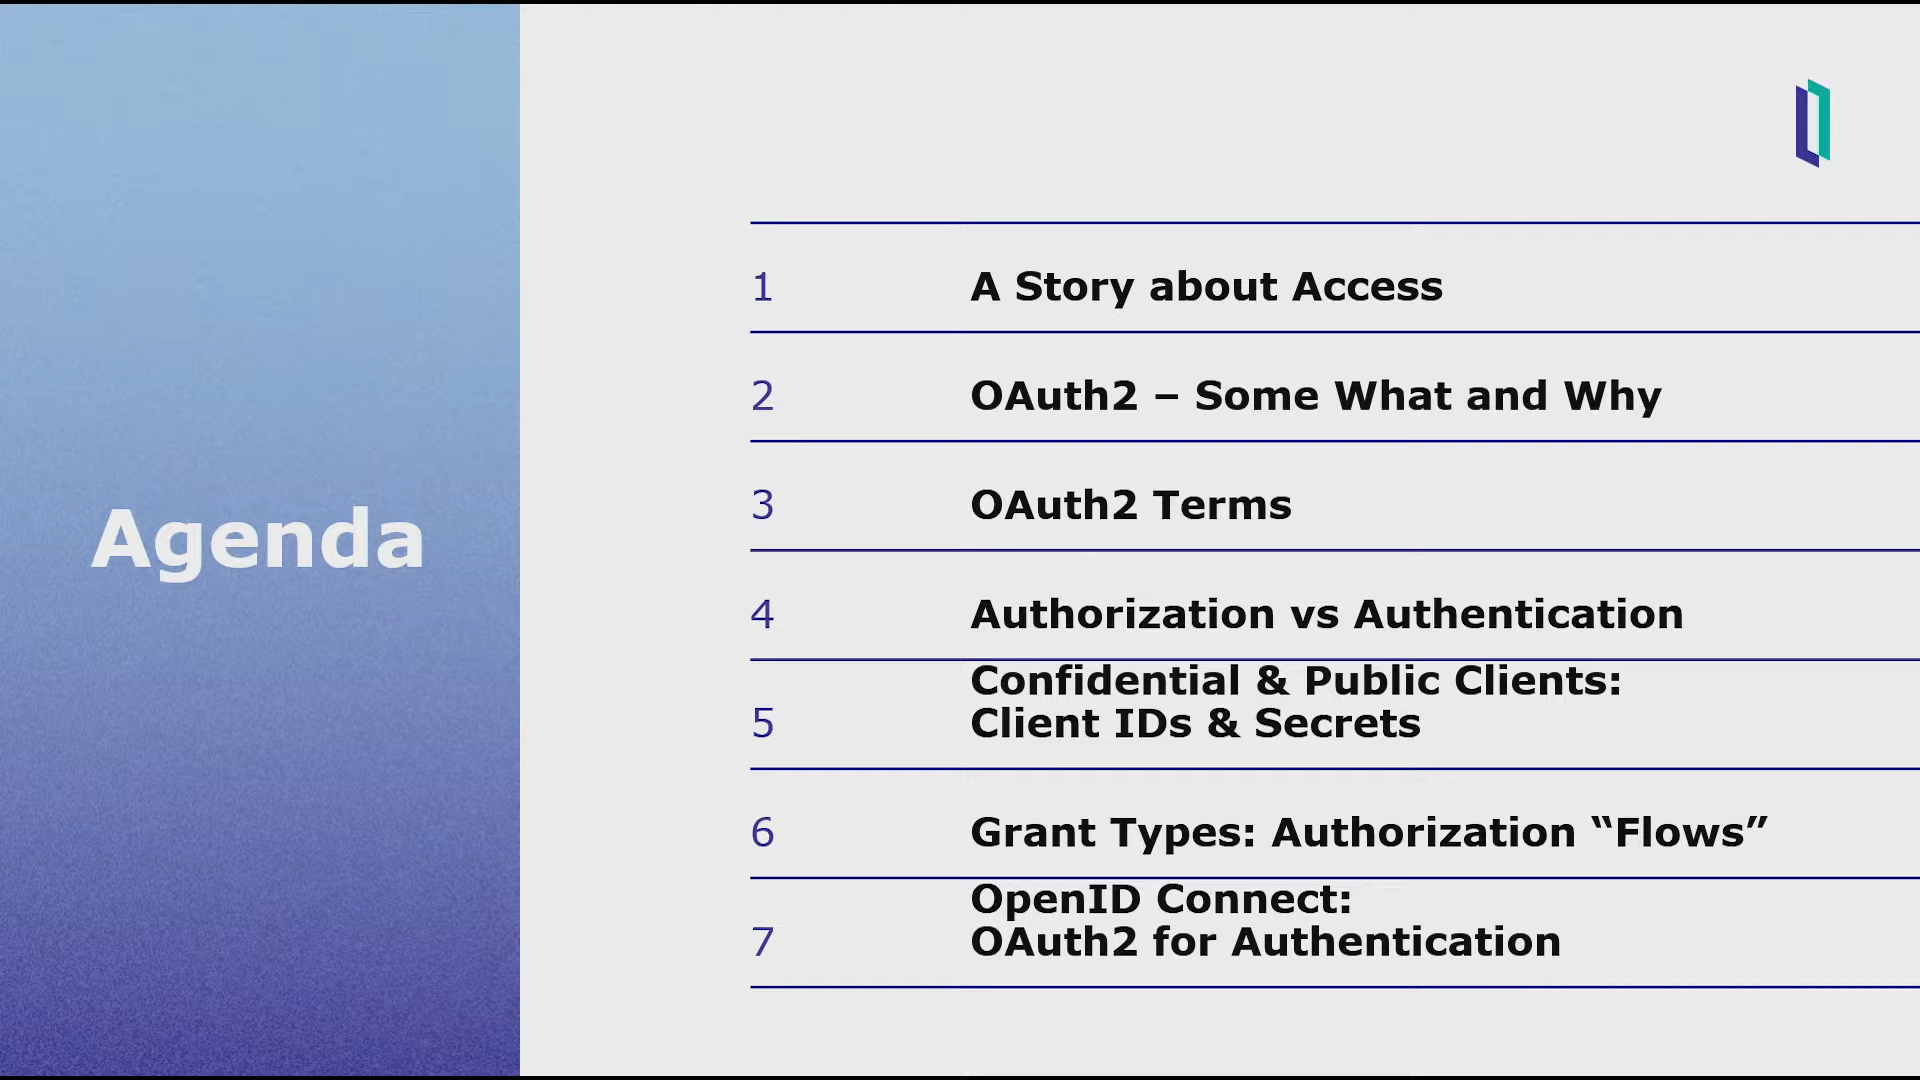 Agenda
1 A Story about Access
2 OAuth2 – Some What and Why
3 OAuth2 Terms
4 Authorization vs Authentication
Confidential & Public Clients:
5 Client IDs & Secrets
6 Grant Types: Authorization “Flows”
OpenID Connect:
7 OAuth2 for Authentication